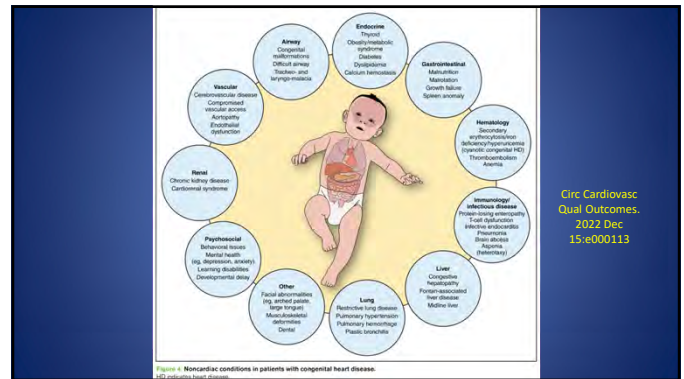 Endocrine
Thyroid
Obesity/metabolic
syndrome
Diabetes
Dyslipidemia
Calcium homostasis
Gastrointestinal
Malnutrition
Malrotation
Growth failure
Spleen anomaly
Hematology
Secondary
erythrocytosis/iron
deficiency/hyperuricemia
(cyanotic congenital HD)
Thromboembolism
Anemia
Immunology/
infectious disease
Protein-losing enteropathy
T-cell dysfunction
Infective endocarditis
Pneumonia
Brain abcess
Asplenia
(heterotaxy)
Liver
Congestive
hepatopathy
Fontan-associated
liver disease
Midline liver
Lung
Restrictive lung disease
Pulmonary hypertension
Pulmonary hemorrhage
Plastic bronchitis
Other
Facial abnormalities
(eg, arched palate,
large tongue)
Musculoskeletal
deformities
Dental
Psychosocial
Behavioral issues
Mental health
(eg, depression, anxiety)
Learning disabilities
Developmental delay
Renal
Chronic kidney disease
Cardiorenal syndrome
Vascular
Cerebrovascular disease
Compromised
vascular access
Aortopathy
Endothelial
dysfunction
Airway
Congenital
malformations
Difficult airway
Tracheo- and
laryngo-malacia
Circ Cardiovasc
Qual Outcomes.
2022 Dec
15:e000113
Figure 4. Noncardiac conditions in patients with congenital heart disease.
HD indicates heart disease.